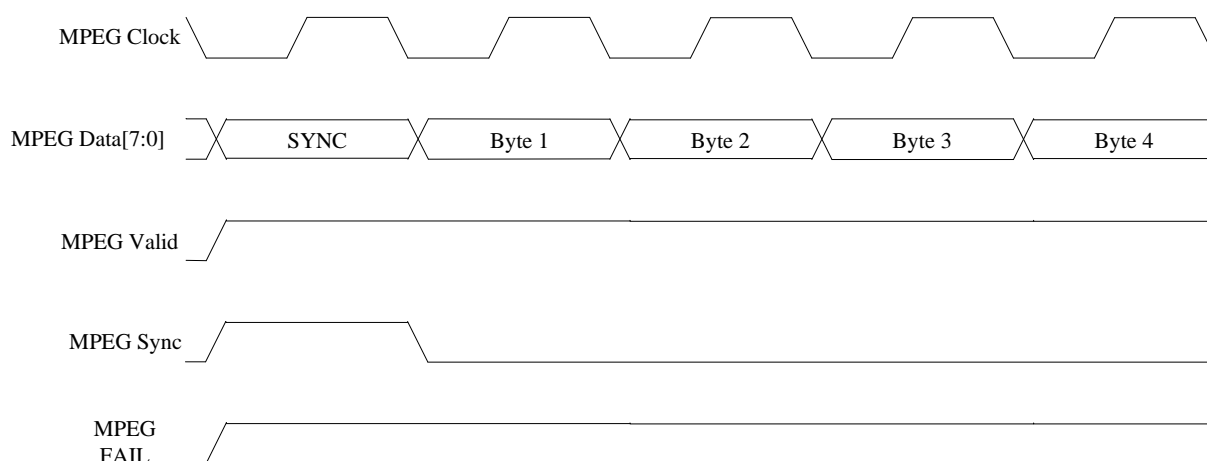 MPEG Clock
MPEG Data[7:0]
SYNC
Byte 1
Byte 2
Byte 3
Byte 4
MPEG Valid
MPEG Sync
MPEG
FAIL